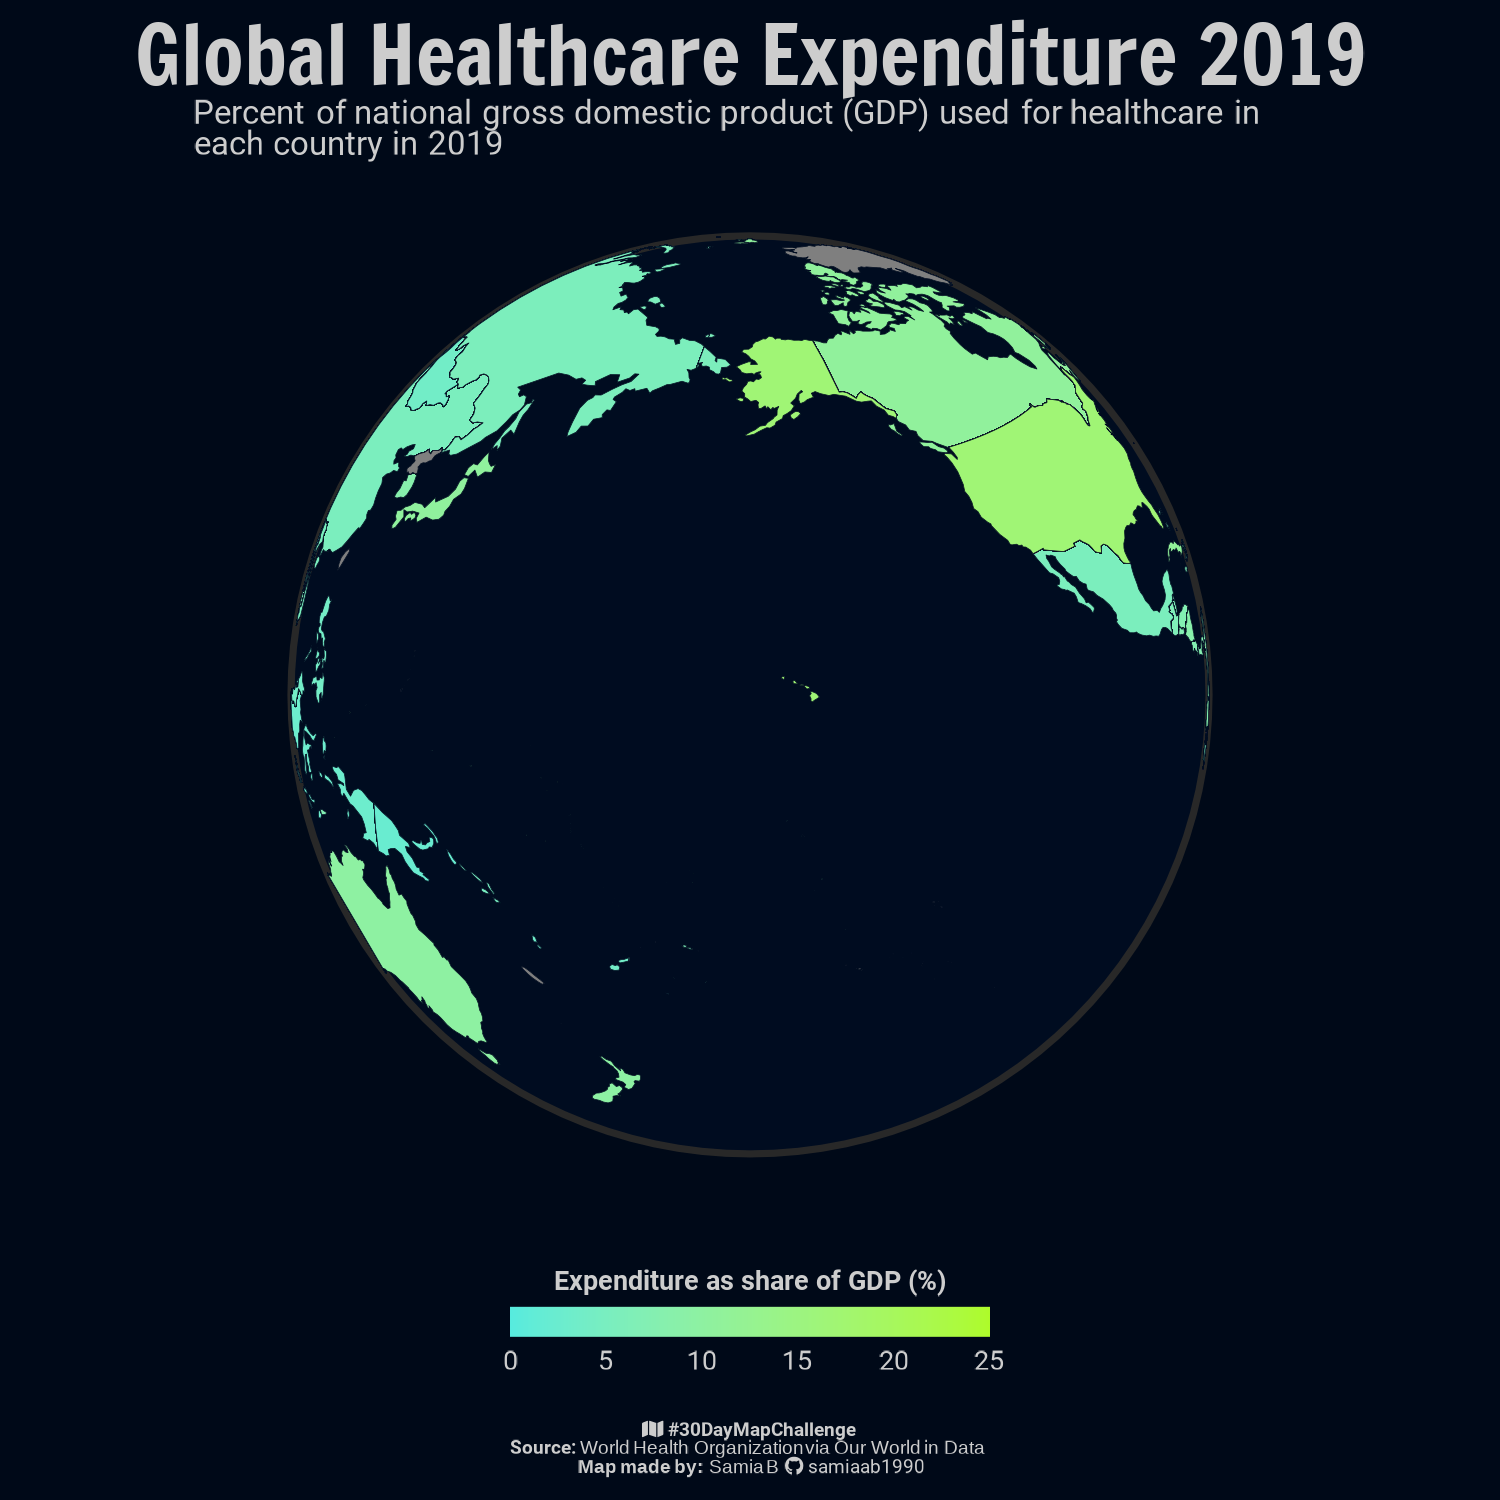 Global Healthcare Expenditure 2019
Percent of national gross domestic product (GDP) used for healthcare in
each country in 2019
Expenditure as share of GDP (%)
0 5 10 15 20 25
#30DayMapChallenge
Source: World Health Organization via Our World in Data
Map made by: Samia B samiaab1990